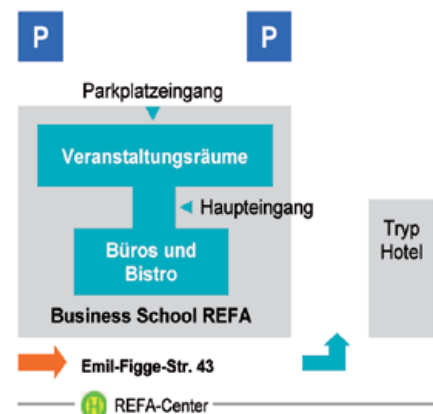 P
P
Parkplatzeingang
Veranstaltungsräume
Haupteingang
Büros und
Bistro
Tryp
Hotel
Business School REFA
Emil-Figge-Str. 43
H REFA-Center